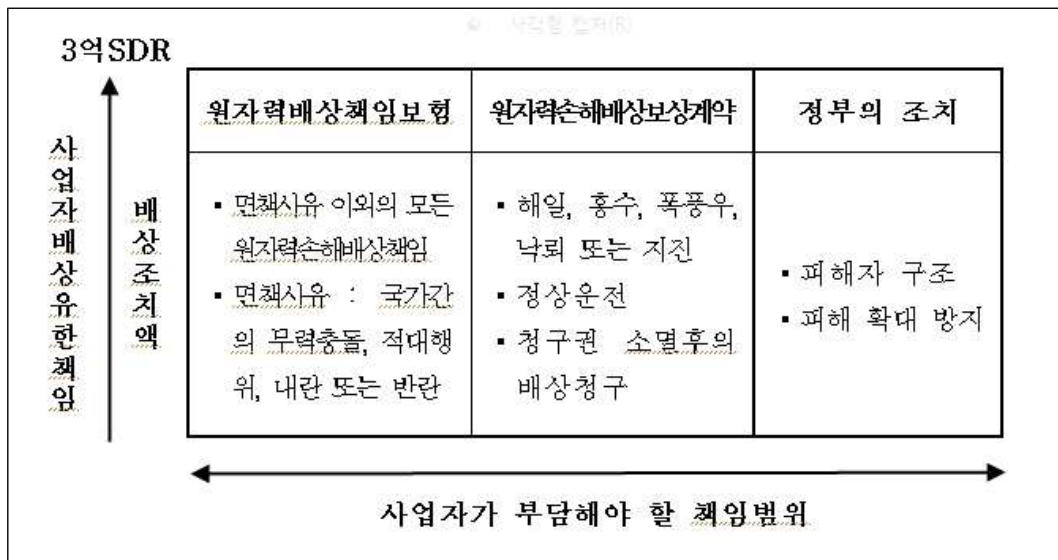 3억SDR
원자력배상책임보험
원자력손해배상보상계약
정부의 조치
사업자배상유한책임
배상조치액
▪ 면책사유 이외의 모든
원자력손해배상책임
▪ 면책사유 : 국가간
의 무력충돌, 적대행
위, 내란 또는 반란
▪ 해일, 홍수, 폭풍우,
낙뢰 또는 지진
▪ 정상운전
▪ 청구권 소멸후의
배상청구
▪ 피해자 구조
▪ 피해 확대 방지
사업자가 부담해야 할 책임범위